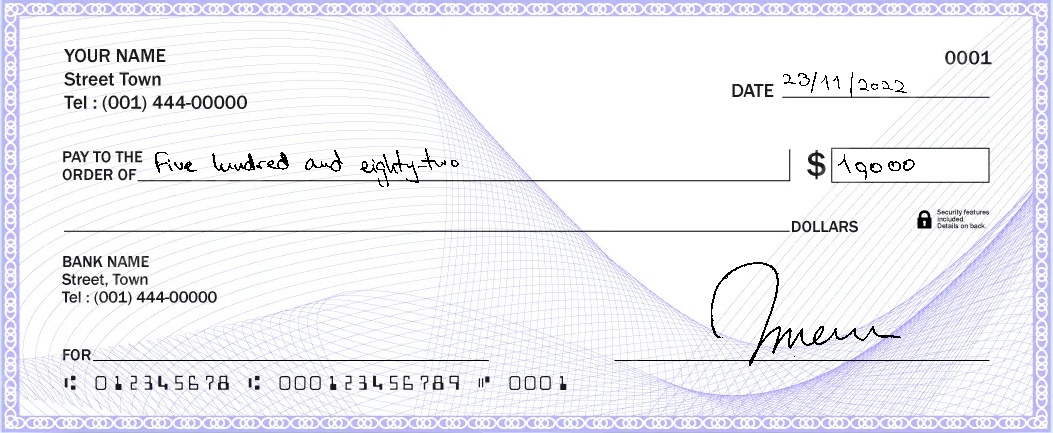 YOUR NAME
0001
Street Town
DATE 23/11/2022
Tel : (001) 444-00000
PAY TO THE
ORDER OF Five hundred and eighty-two $ 19000
DOLLARS
Security features
included.
Details on back.
BANK NAME
Street, Town
Tel : (001) 444-00000
FOR
⑆ 012345678 ⑆ 000123456789 ⑈ 0001